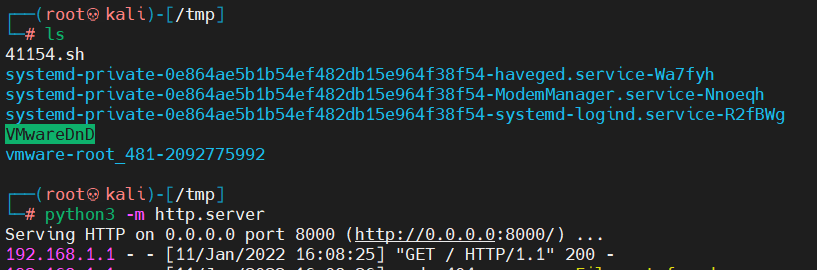 ┌──(root💀kali)-[/tmp]
└─# ls
41154.sh
systemd-private-0e864ae5b1b54ef482db15e964f38f54-haveged.service-Wa7fyh
systemd-private-0e864ae5b1b54ef482db15e964f38f54-ModemManager.service-Nnoeqh
systemd-private-0e864ae5b1b54ef482db15e964f38f54-systemd-logind.service-R2fBWg
VMwareDnD
vmware-root_481-2092775992
┌──(root💀kali)-[/tmp]
└─# python3 -m http.server
Serving HTTP on 0.0.0.0 port 8000 (http://0.0.0.0:8000/) ...
192.168.1.1 - - [11/Jan/2022 16:08:25] "GET / HTTP/1.1" 200 -